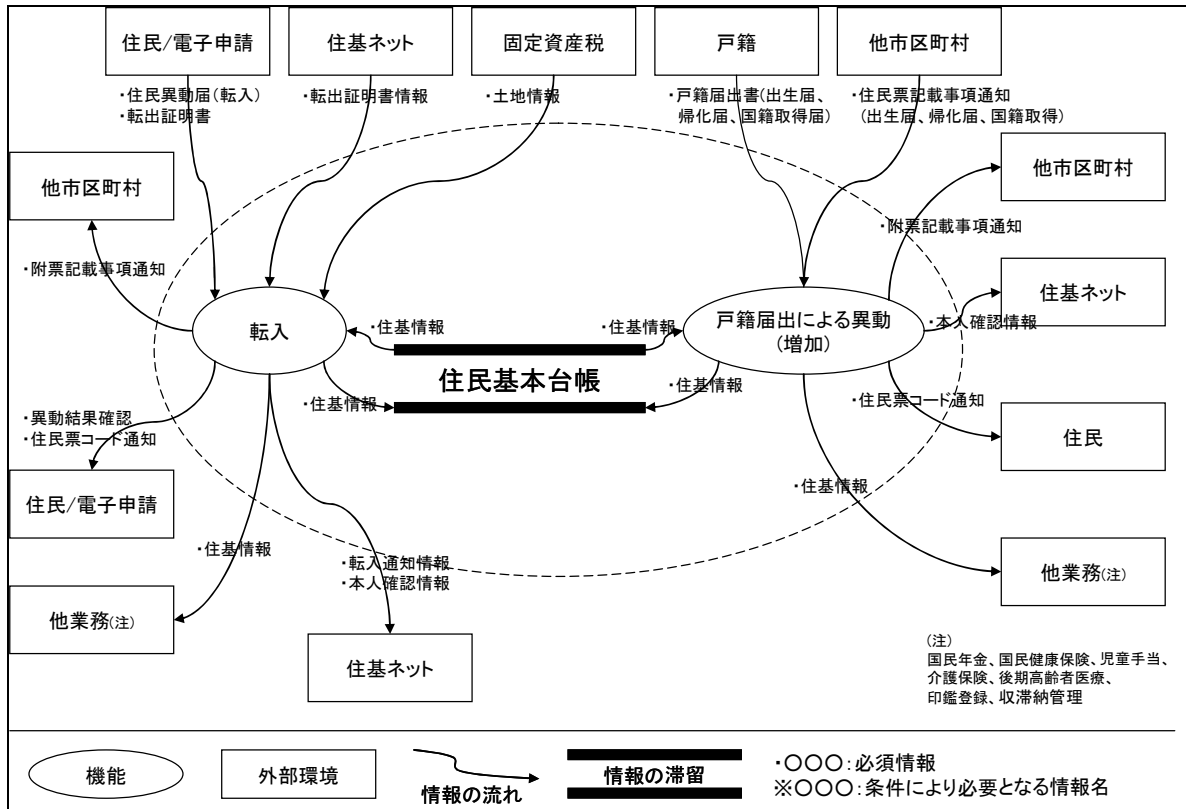 住民/電子申請
住基ネット
固定資産税
戸籍
他市区町村
・住民異動届(転入)
・転出証明書
・転出証明書情報
・土地情報
・戸籍届出書(出生届、
帰化届、国籍取得届)
・住民票記載事項通知
(出生届、帰化届、国籍取得)
他市区町村
他市区町村
・附票記載事項通知
・附票記載事項通知
住基ネット
・本人確認情報
転入
・住基情報
・住基情報
戸籍届出による異動
(増加)
住民基本台帳
・住基情報
・住基情報
・異動結果確認
・住民票コード通知
・住民票コード通知
住民
住民/電子申請
・住基情報
・住基情報
・転入通知情報
・本人確認情報
他業務(注)
他業務(注)
住基ネット
(注)
国民年金、国民健康保険、児童手当、
介護保険、後期高齢者医療、
印鑑登録、収滞納管理
機能
外部環境
情報の流れ
情報の滞留
・〇〇〇:必須情報
※〇〇〇:条件により必要となる情報名